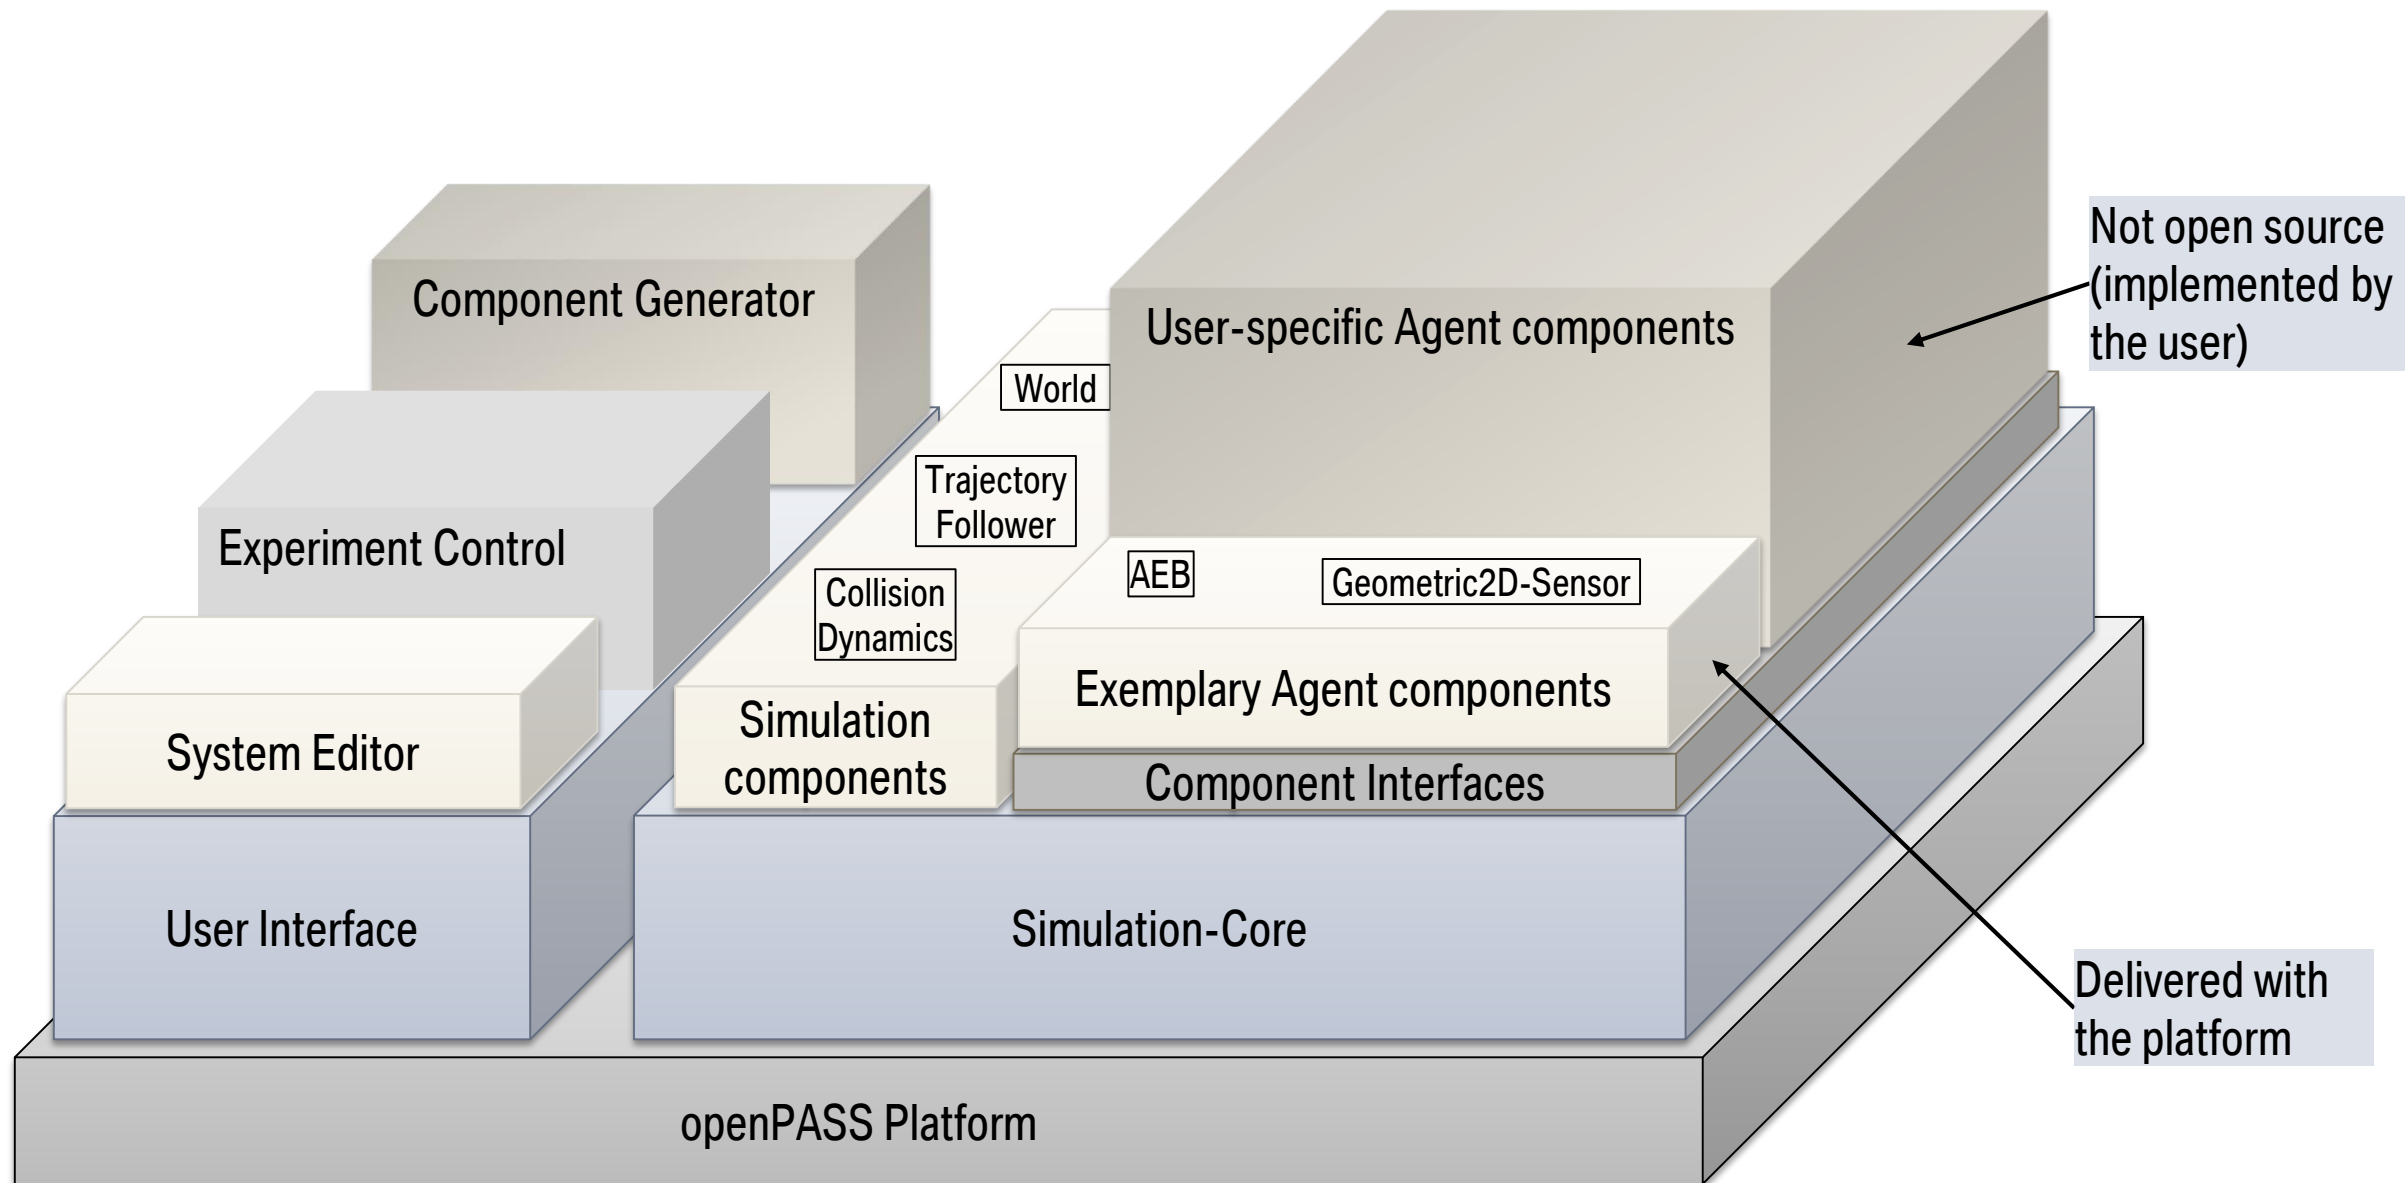 Not open source
(implemented by
the user)
Component Generator
User-specific Agent components
World
Trajectory
Follower
Experiment Control
AEB
Geometric2D-Sensor
Collision
Dynamics
Exemplary Agent components
Simulation
components
System Editor
Component Interfaces
User Interface
Simulation-Core
Delivered with
the platform
openPASS Platform